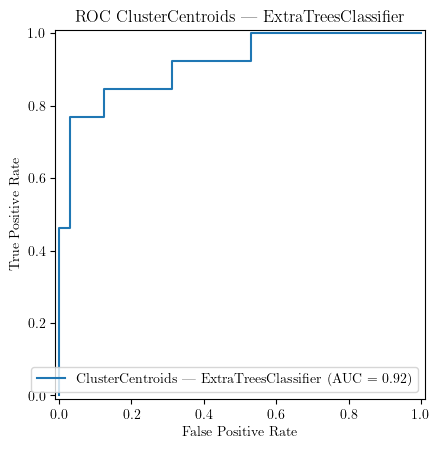 ROC ClusterCentroids — ExtraTreesClassifier
1.0
0.8
0.6
0.4
0.2
0.0
True Positive Rate
ClusterCentroids — ExtraTreesClassifier (AUC = 0.92)
0.0 0.2 0.4 0.6 0.8 1.0
False Positive Rate